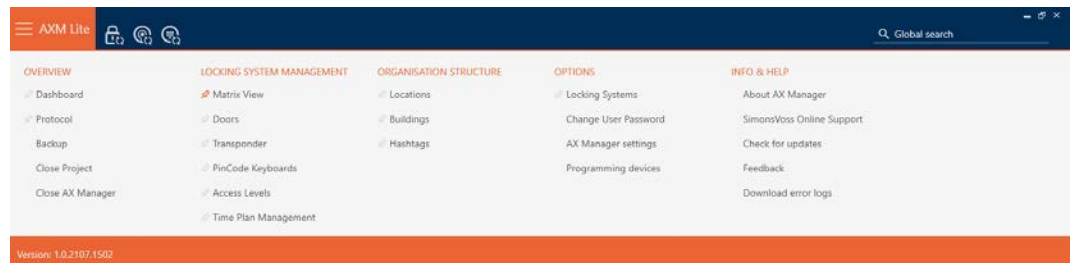 AXM Lite
Global search
OVERVIEW
Dashboard
Protocol
Backup
Close Project
Close AX Manager
LOCKING SYSTEM MANAGEMENT
Matrix View
Doors
Transponder
PinCode Keyboards
Access Levels
Time Plan Management
ORGANISATION STRUCTURE
Locations
Buildings
Hashtags
OPTIONS
Locking Systems
Change User Password
AX Manager settings
Programming devices
INFO & HELP
About AX Manager
SimonsVoss Online Support
Check for updates
Feedback
Download error logs
Version: 1.0.2107.1502